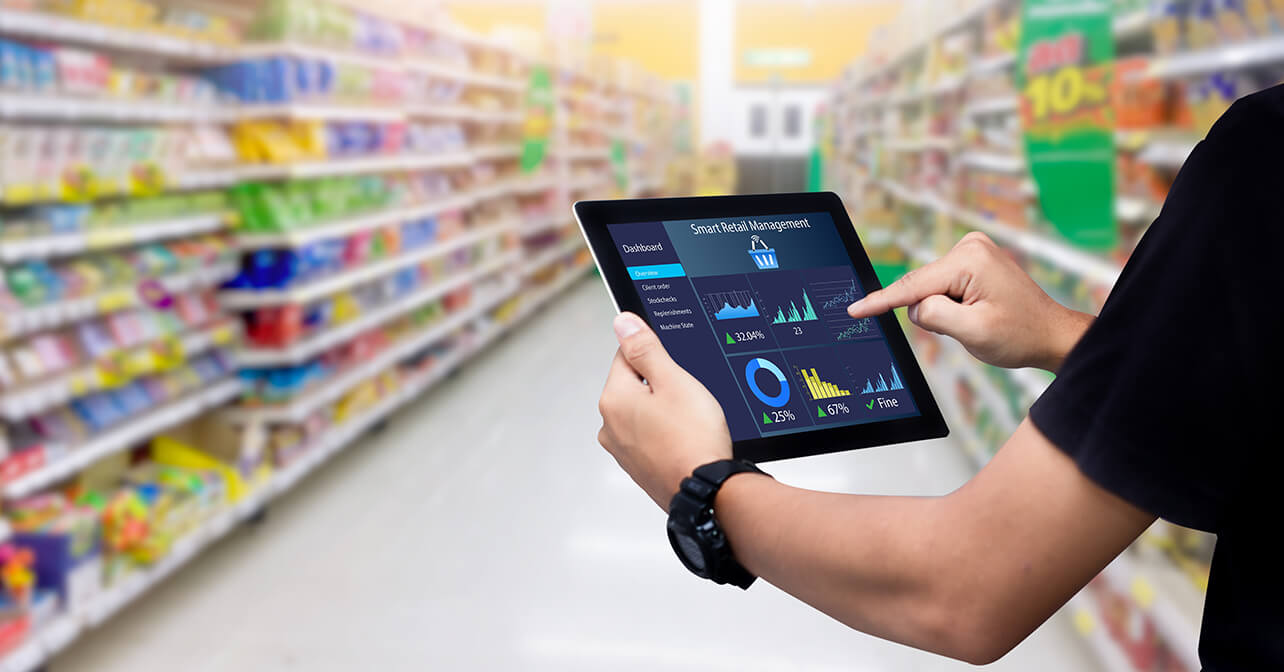 Smart Retail Management
Dashboard
Overview
Client order
Stockchecks
Replenishments
Machine State
32.04%
23
25%
67%
Fine
10%